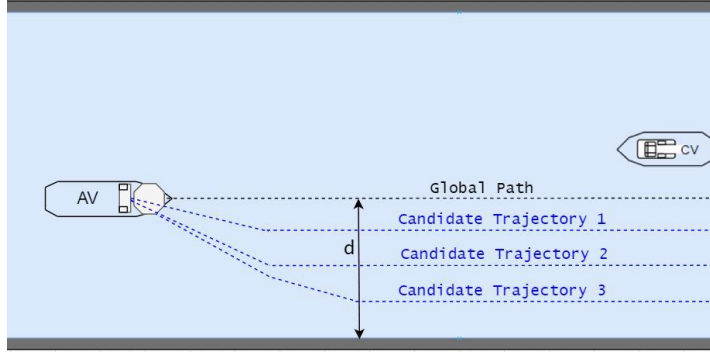 CV
Global Path
AV
Candidate Trajectory 1
d
Candidate Trajectory 2
Candidate Trajectory 3